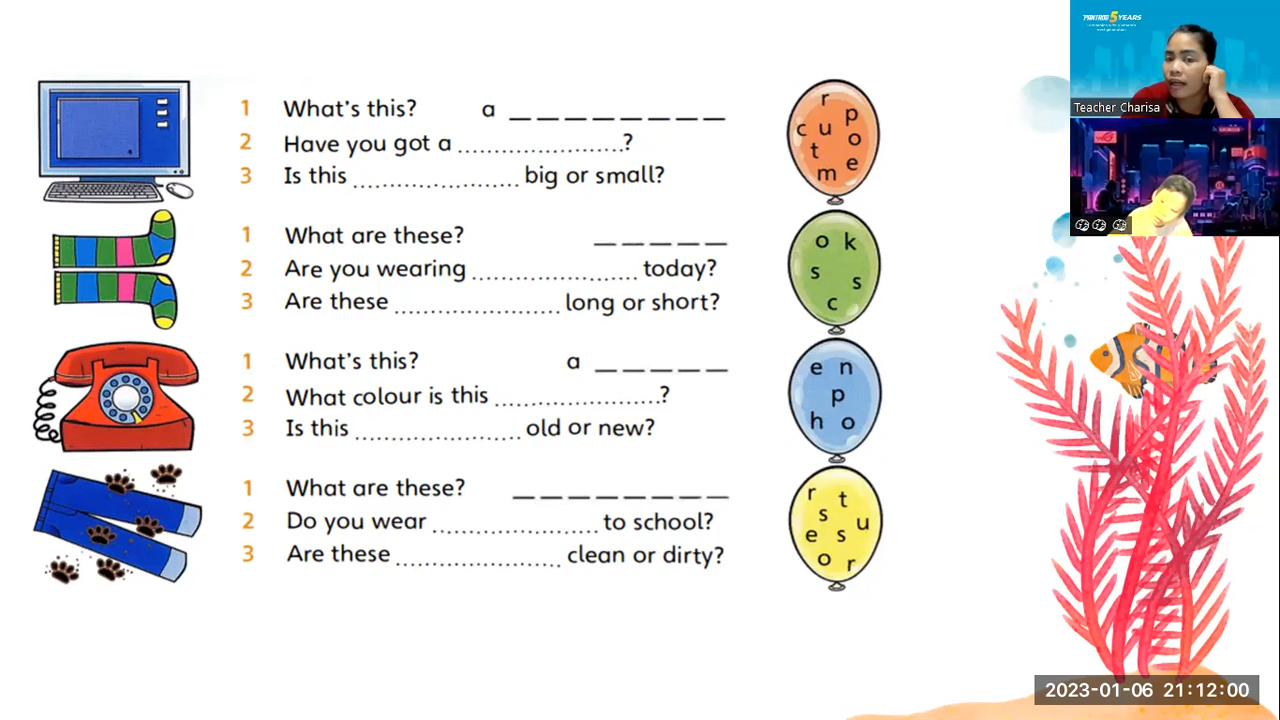 1 What's this? a _ _ _ _ _ _ _ _
2 Have you got a ........................?
3 Is this ........................ big or small?
r
p
c u o
t
m e
1 What are these? _ _ _ _ _
2 Are you wearing ........................ today?
3 Are these ........................ long or short?
o k
s
s
c
1 What's this? a _ _ _ _ _
2 What colour is this ........................?
3 Is this ........................ old or new?
e n
p
h o
1 What are these? _ _ _ _ _ _ _ _
2 Do you wear ........................ to school?
3 Are these ........................ clean or dirty?
r t
s u
e s
o r
5 YEARS
Teacher Charisa
2023-01-06 21:12:00